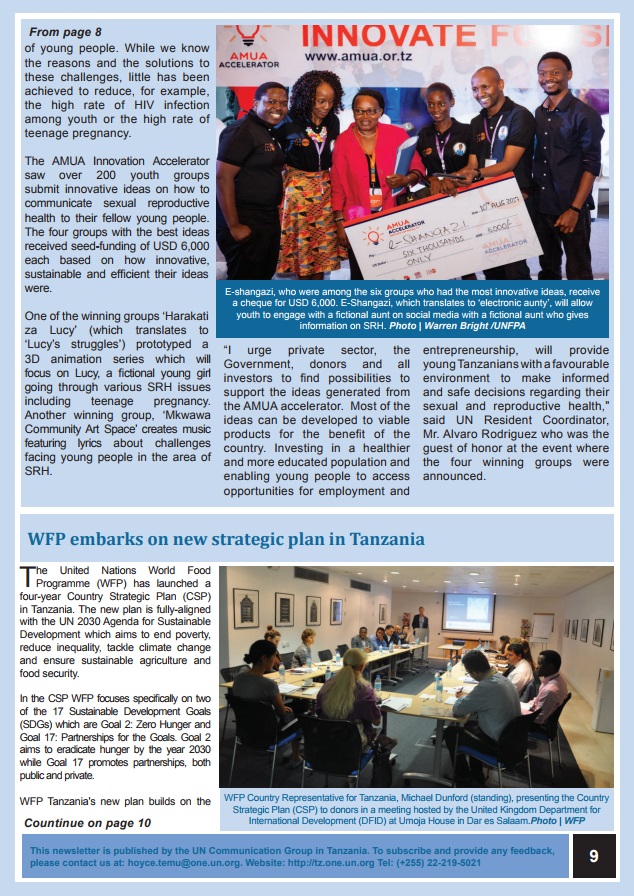 From page 8
of young people. While we know
the reasons and the solutions to
these challenges, little has been
achieved to reduce, for example,
the high rate of HIV infection
among youth or the high rate of
teenage pregnancy.
The AMUA Innovation Accelerator
saw over 200 youth groups
submit innovative ideas on how to
communicate sexual reproductive
health to their fellow young people.
The four groups with the best ideas
received seed-funding of USD 6,000
each based on how innovative,
sustainable and efficient their ideas
were.
One of the winning groups ‘Harakati
za Lucy’ (which translates to
‘Lucy’s struggles’) prototyped a
3D animation series which will
focus on Lucy, a fictional young girl
going through various SRH issues
including teenage pregnancy.
Another winning group, ‘Mkwawa
Community Art Space’ creates music
featuring lyrics about challenges
facing young people in the area of
SRH.
AMUA
ACCELERATOR
INNOVATE FO
www.amua.or.tz
AMUA
ACCELERATOR
10th AUG 2017
e-SHANGAZI
SIX THOUSANDS
ONLY
6000/-
AMUA
ACCELERATOR
E-shangazi, who were among the six groups who had the most innovative ideas, receive
a cheque for USD 6,000. E-Shangazi, which translates to ‘electronic aunty’, will allow
youth to engage with a fictional aunt on social media with a fictional aunt who gives
information on SRH. Photo | Warren Bright /UNFPA
“I urge private sector, the
Government, donors and all
investors to find possibilities to
support the ideas generated from
the AMUA accelerator. Most of the
ideas can be developed to viable
products for the benefit of the
country. Investing in a healthier
and more educated population and
enabling young people to access
opportunities for employment and
entrepreneurship, will provide
young Tanzanians with a favourable
environment to make informed
and safe decisions regarding their
sexual and reproductive health,”
said UN Resident Coordinator,
Mr. Alvaro Rodriguez who was the
guest of honor at the event where
the four winning groups were
announced.
WFP embarks on new strategic plan in Tanzania
The United Nations World Food
Programme (WFP) has launched a
four-year Country Strategic Plan (CSP)
in Tanzania. The new plan is fully-aligned
with the UN 2030 Agenda for Sustainable
Development which aims to end poverty,
reduce inequality, tackle climate change
and ensure sustainable agriculture and
food security.
In the CSP WFP focuses specifically on two
of the 17 Sustainable Development Goals
(SDGs) which are Goal 2: Zero Hunger and
Goal 17: Partnerships for the Goals. Goal 2
aims to eradicate hunger by the year 2030
while Goal 17 promotes partnerships, both
public and private.
WFP Tanzania's new plan builds on the
Countinue on page 10
WFP Country Representative for Tanzania, Michael Dunford (standing), presenting the Country
Strategic Plan (CSP) to donors in a meeting hosted by the United Kingdom Department for
International Development (DFID) at Umoja House in Dar es Salaam.Photo | WFP
This newsletter is published by the UN Communication Group in Tanzania. To subscribe and provide any feedback,
please contact us at: hoyce.temu@one.un.org. Website: http://tz.one.un.org Tel: (+255) 22-219-5021
9